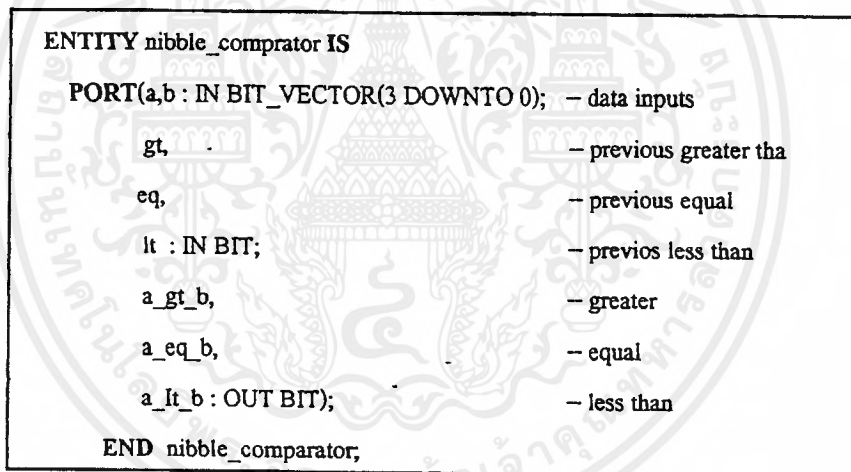 ENTITY nibble_comprator IS
PORT(a,b : IN BIT_VECTOR(3 DOWNTO 0); – data inputs
gt, – previous greater tha
eq, – previous equal
lt : IN BIT; – previos less than
a_gt_b, – greater
a_eq_b, – equal
a_lt_b : OUT BIT); – less than
END nibble_comparator;